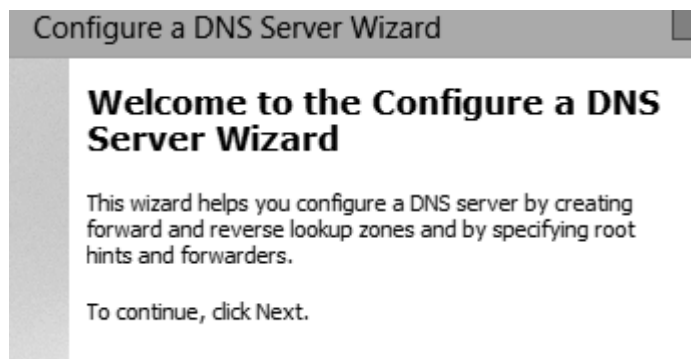 Configure a DNS Server Wizard
Welcome to the Configure a DNS
Server Wizard
This wizard helps you configure a DNS server by creating
forward and reverse lookup zones and by specifying root
hints and forwarders.
To continue, click Next.